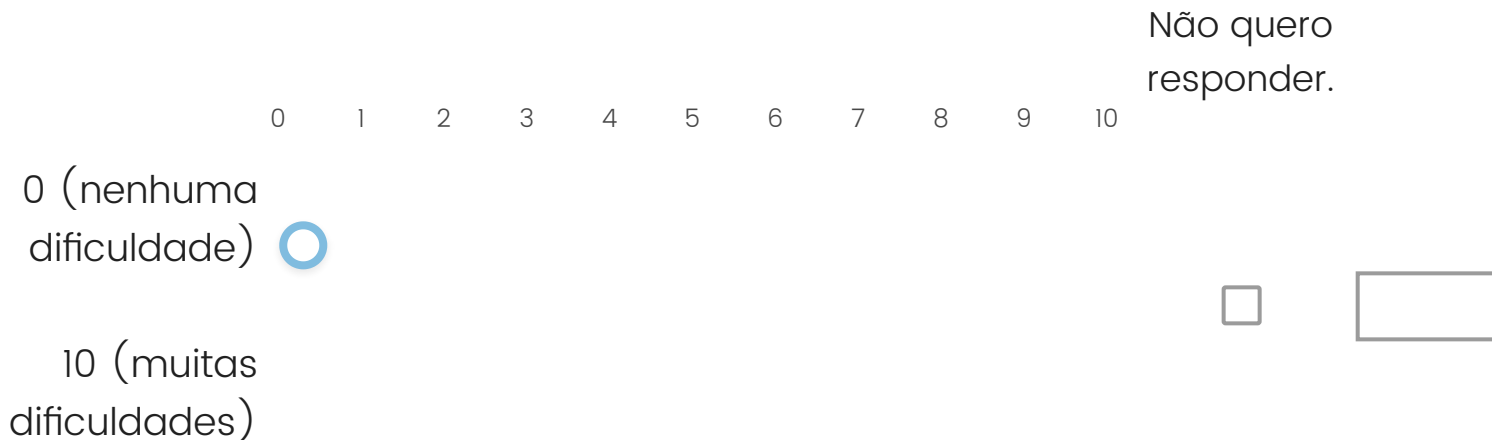 Não quero
responder.
0 1 2 3 4 5 6 7 8 9 10
0 (nenhuma
dificuldade)
10 (muitas
dificuldades)